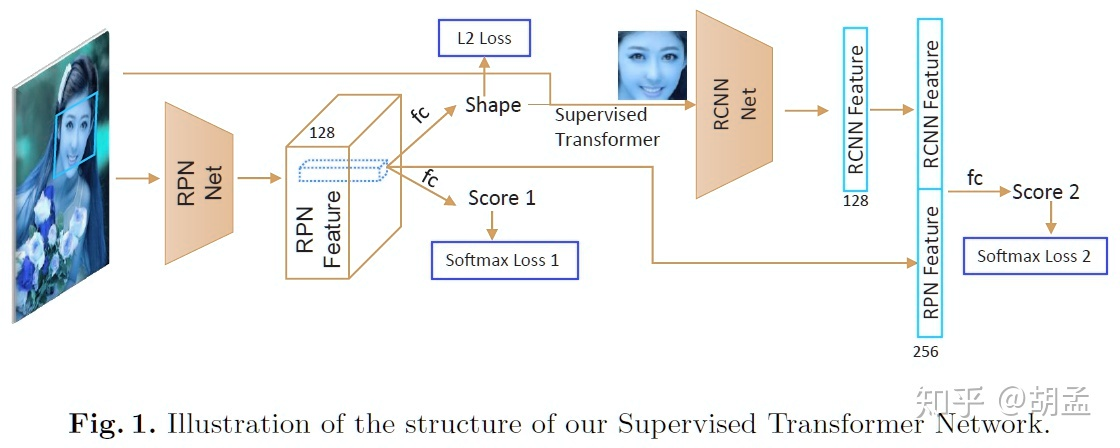 L2 Loss
RPN
Net
128
RPN
Feature
fc
Shape
fc
Score 1
Softmax Loss 1
Supervised
Transformer
RCNN
Net
RCNN Feature
128
RCNN Feature
RPN Feature
256
fc
Score 2
Softmax Loss 2
知乎 @胡孟
Fig. 1. Illustration of the structure of our Supervised Transformer Network.